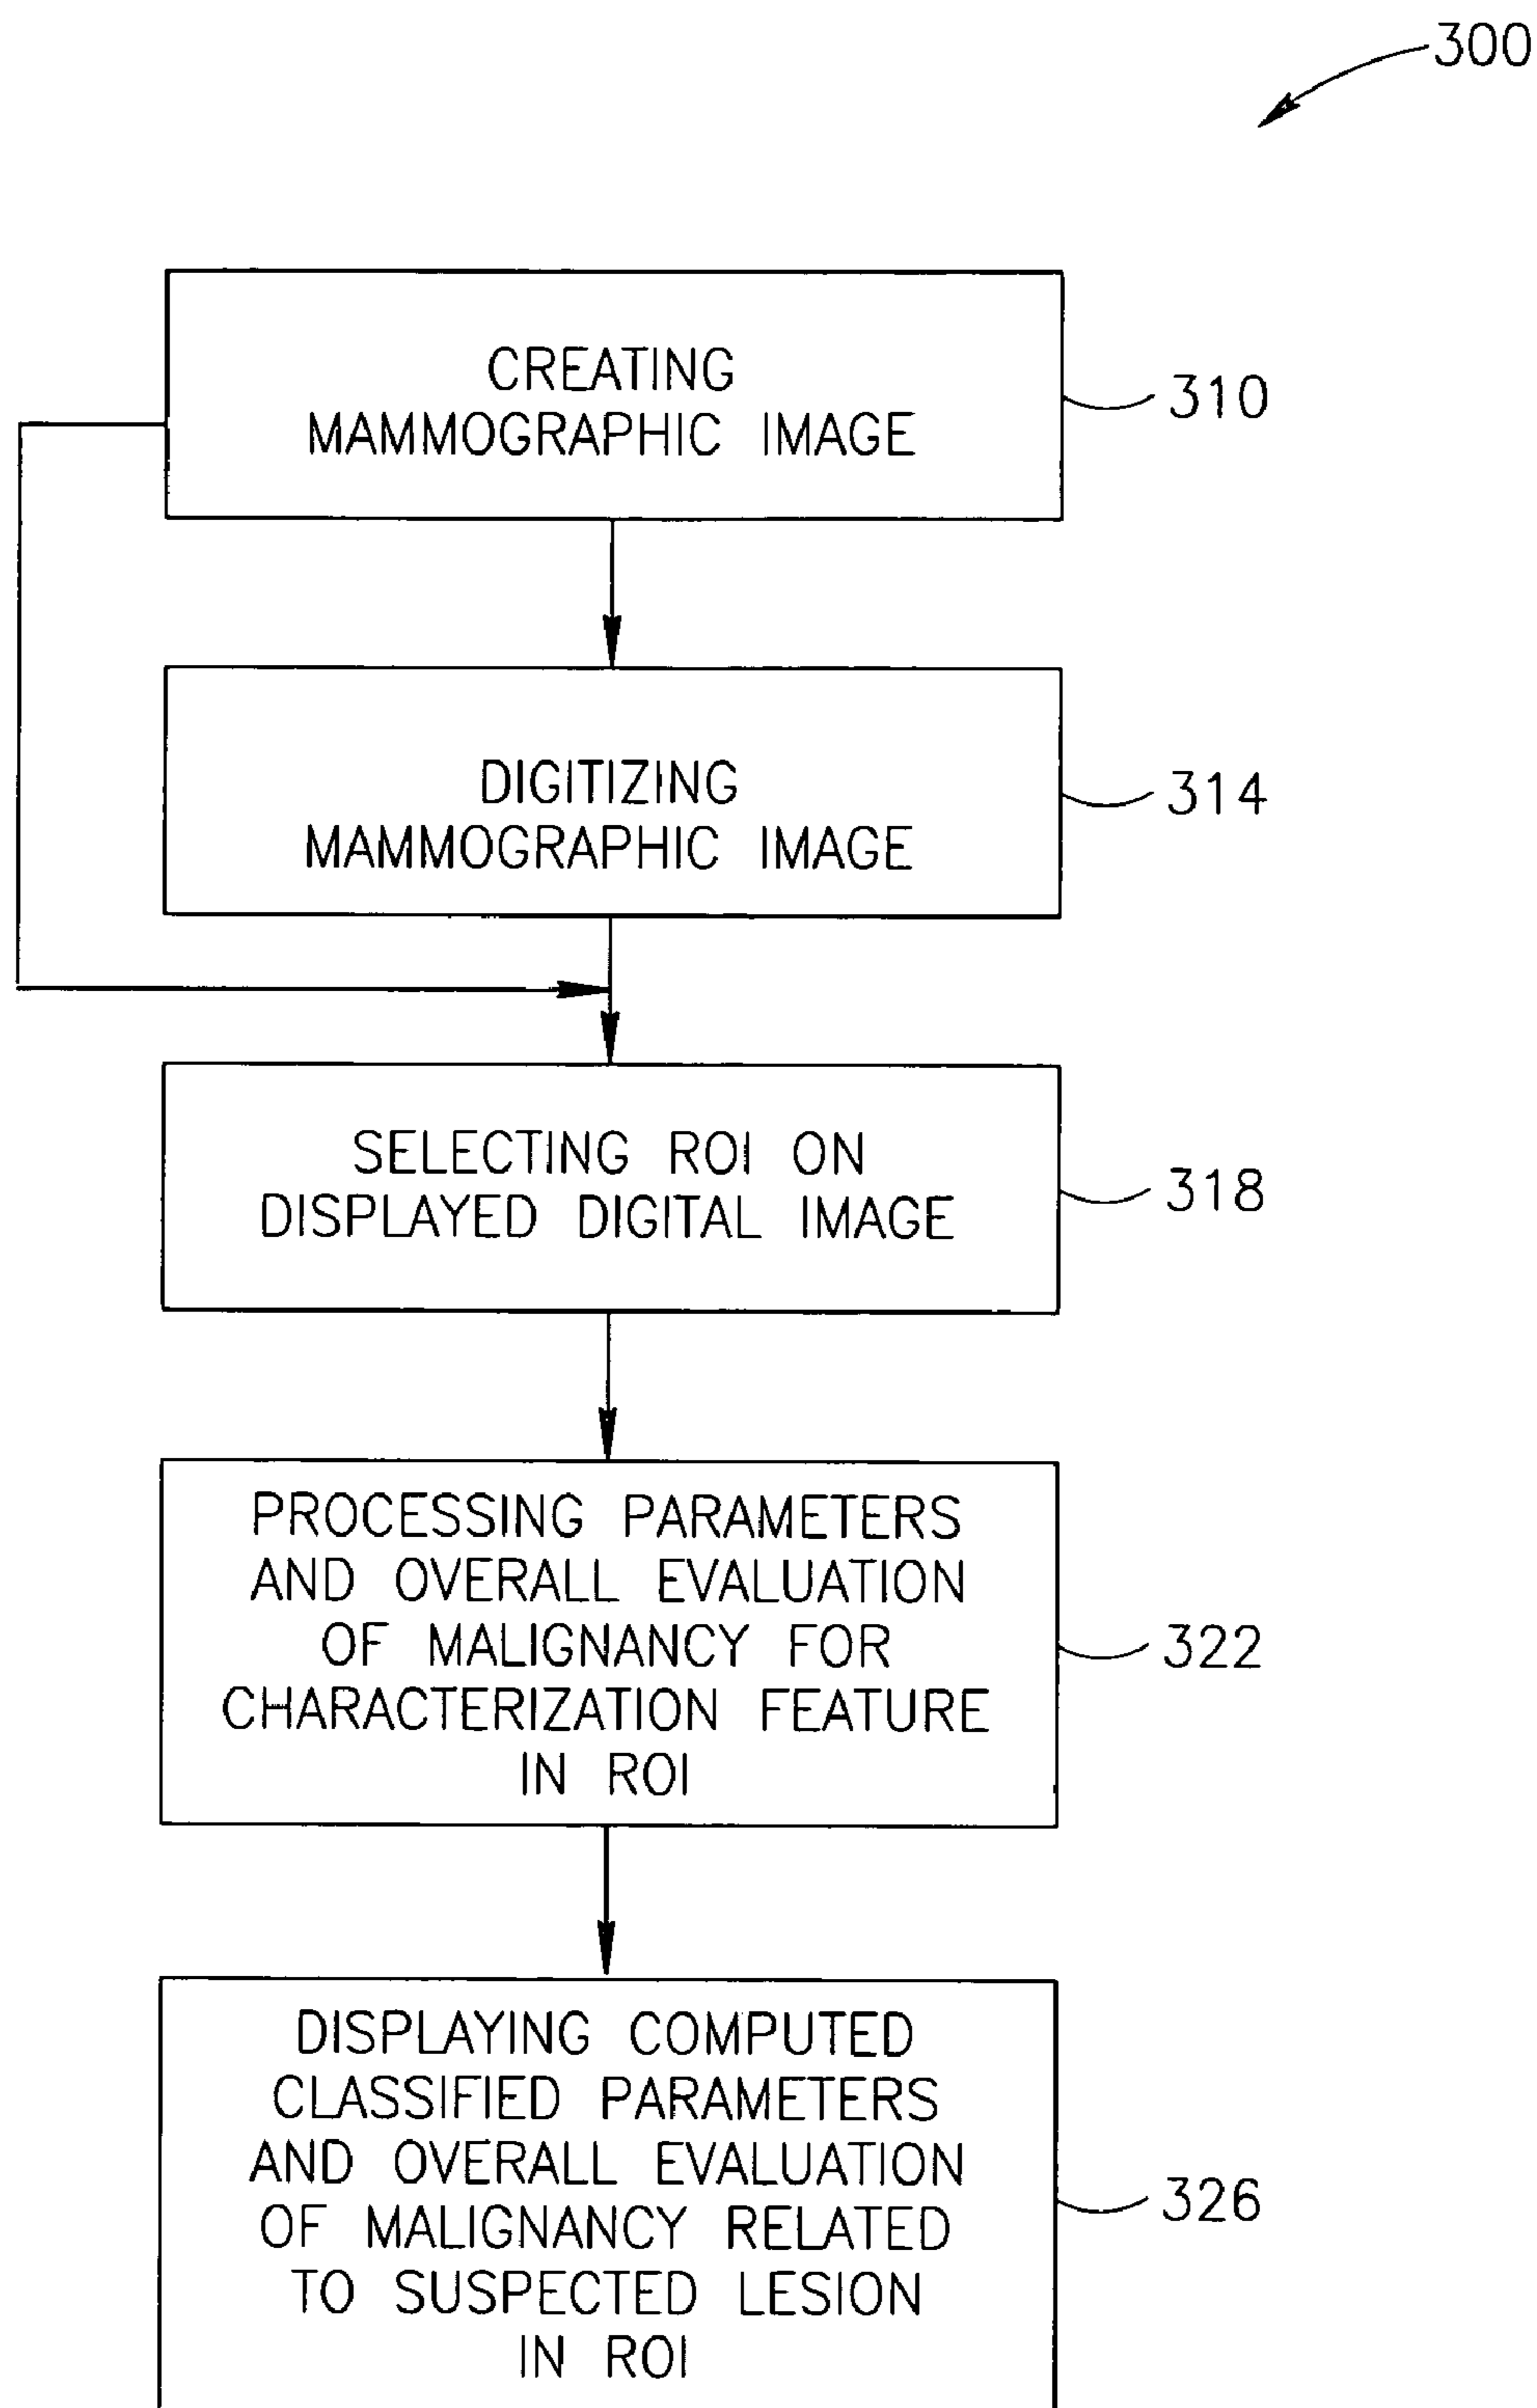 300
CREATING
MAMMOGRAPHIC IMAGE
310
DIGITIZING
MAMMOGRAPHIC IMAGE
314
SELECTING ROI ON
DISPLAYED DIGITAL IMAGE
318
PROCESSING PARAMETERS
AND OVERALL EVALUATION
OF MALIGNANCY FOR
CHARACTERIZATION FEATURE
IN ROI
322
DISPLAYING COMPUTED
CLASSIFIED PARAMETERS
AND OVERALL EVALUATION
OF MALIGNANCY RELATED
TO SUSPECTED LESION
IN ROI
326